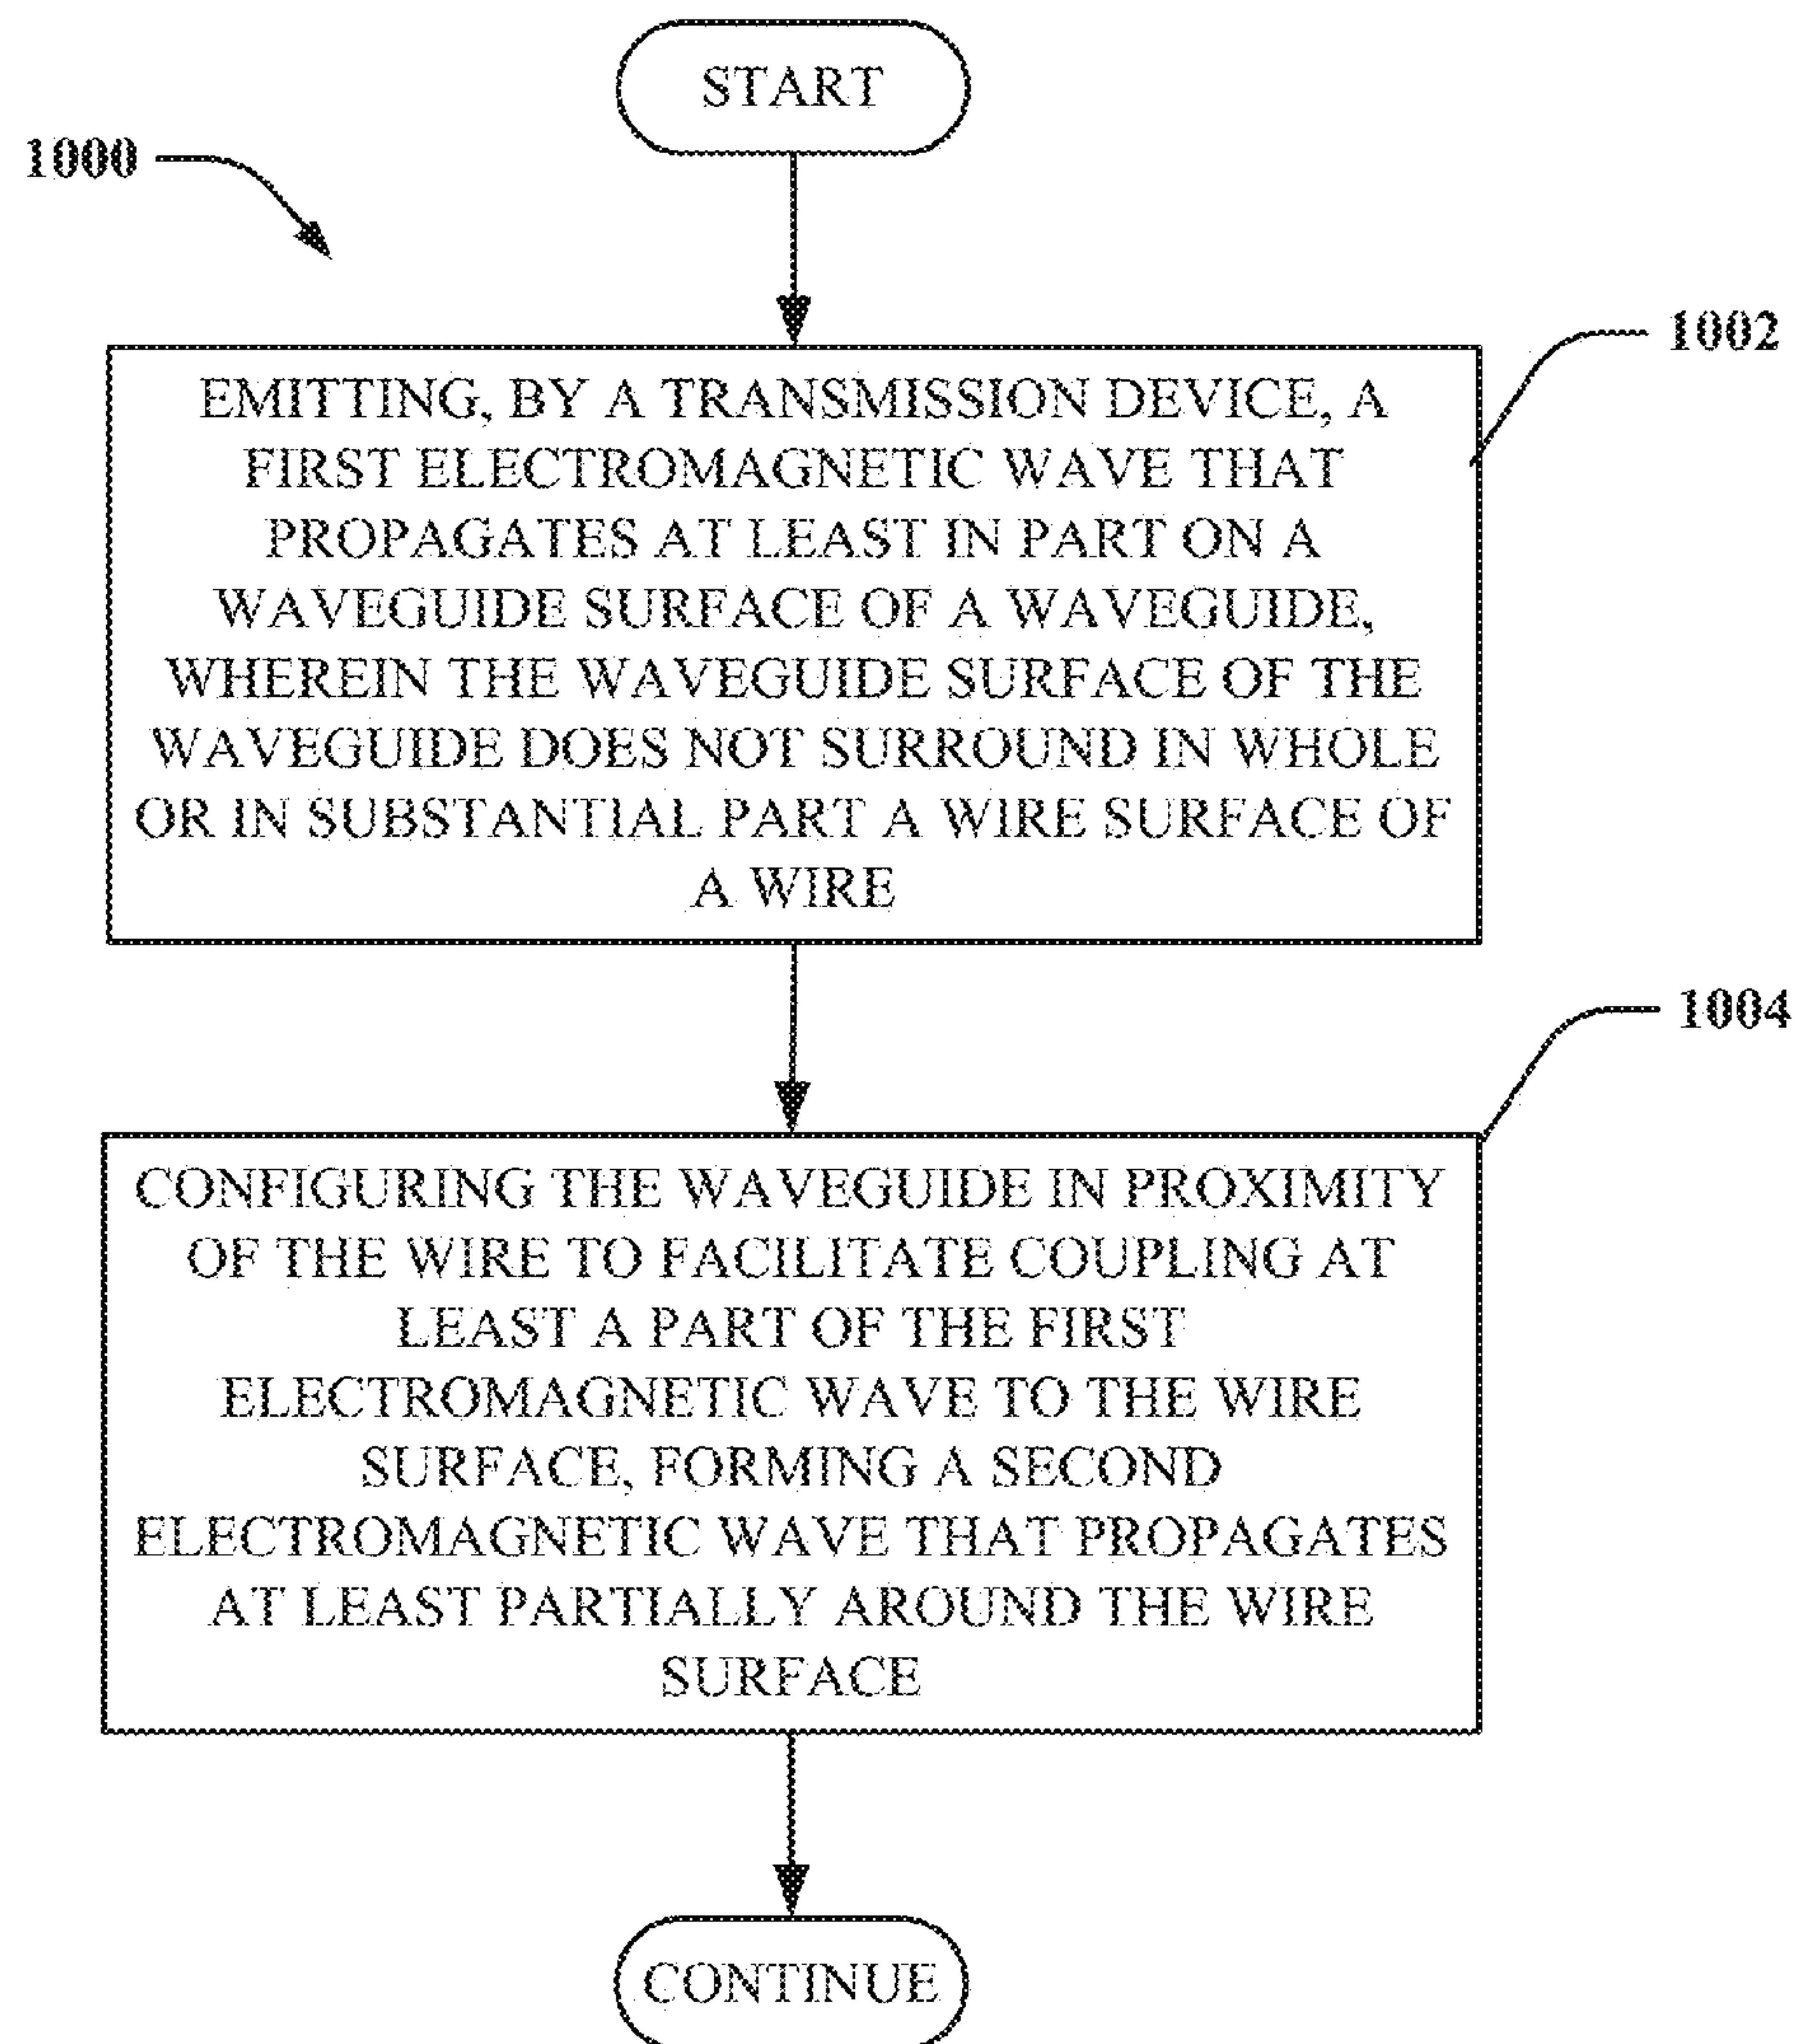 START
1000
1002
EMITTING, BY A TRANSMISSION DEVICE, A
FIRST ELECTROMAGNETIC WAVE THAT
PROPAGATES AT LEAST IN PART ON A
WAVEGUIDE SURFACE OF A WAVEGUIDE,
WHEREIN THE WAVEGUIDE SURFACE OF THE
WAVEGUIDE DOES NOT SURROUND IN WHOLE
OR IN SUBSTANTIAL PART A WIRE SURFACE OF
A WIRE
1004
CONFIGURING THE WAVEGUIDE IN PROXIMITY
OF THE WIRE TO FACILITATE COUPLING AT
LEAST A PART OF THE FIRST
ELECTROMAGNETIC WAVE TO THE WIRE
SURFACE, FORMING A SECOND
ELECTROMAGNETIC WAVE THAT PROPAGATES
AT LEAST PARTIALLY AROUND THE WIRE
SURFACE
CONTINUE